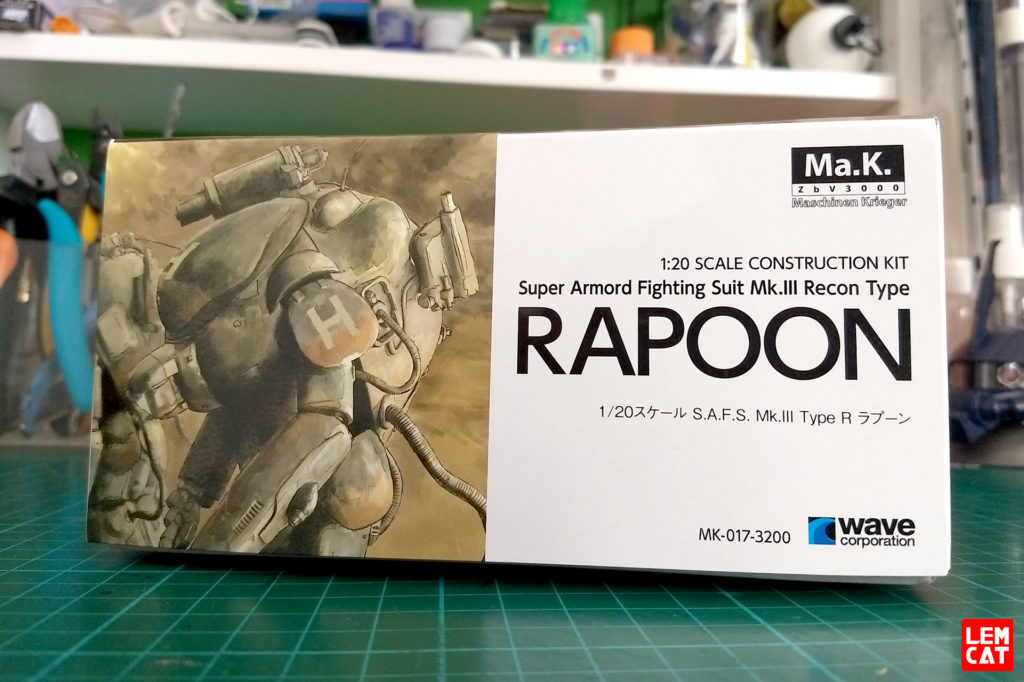 H
Ma.K.
ZbV3000
Maschinen Krieger
1:20 SCALE CONSTRUCTION KIT
Super Armord Fighting Suit Mk.III Recon Type
RAPOON
1/20スケール S.A.F.S. Mk.III Type R ラプーン
MK-017-3200
wave
corporation
LEM
CAT